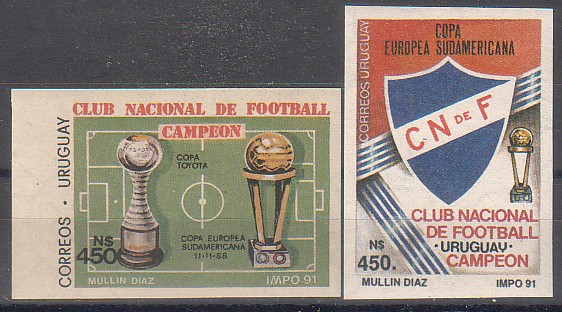 CLUB NACIONAL DE FOOTBALL
CAMPEON
COPA
TOYOTA
COPA EUROPEA
SUDAMERICANA
11-11-88
CORREOS · URUGUAY
N$
450
MULLIN DIAZ IMPO 91
COPA
EUROPEA SUDAMERICANA
CORREOS URUGUAY
C N de F
CLUB NACIONAL
DE FOOTBALL
·URUGUAY·
CAMPEON
N$
450.
MULLIN DIAZ IMPO 91